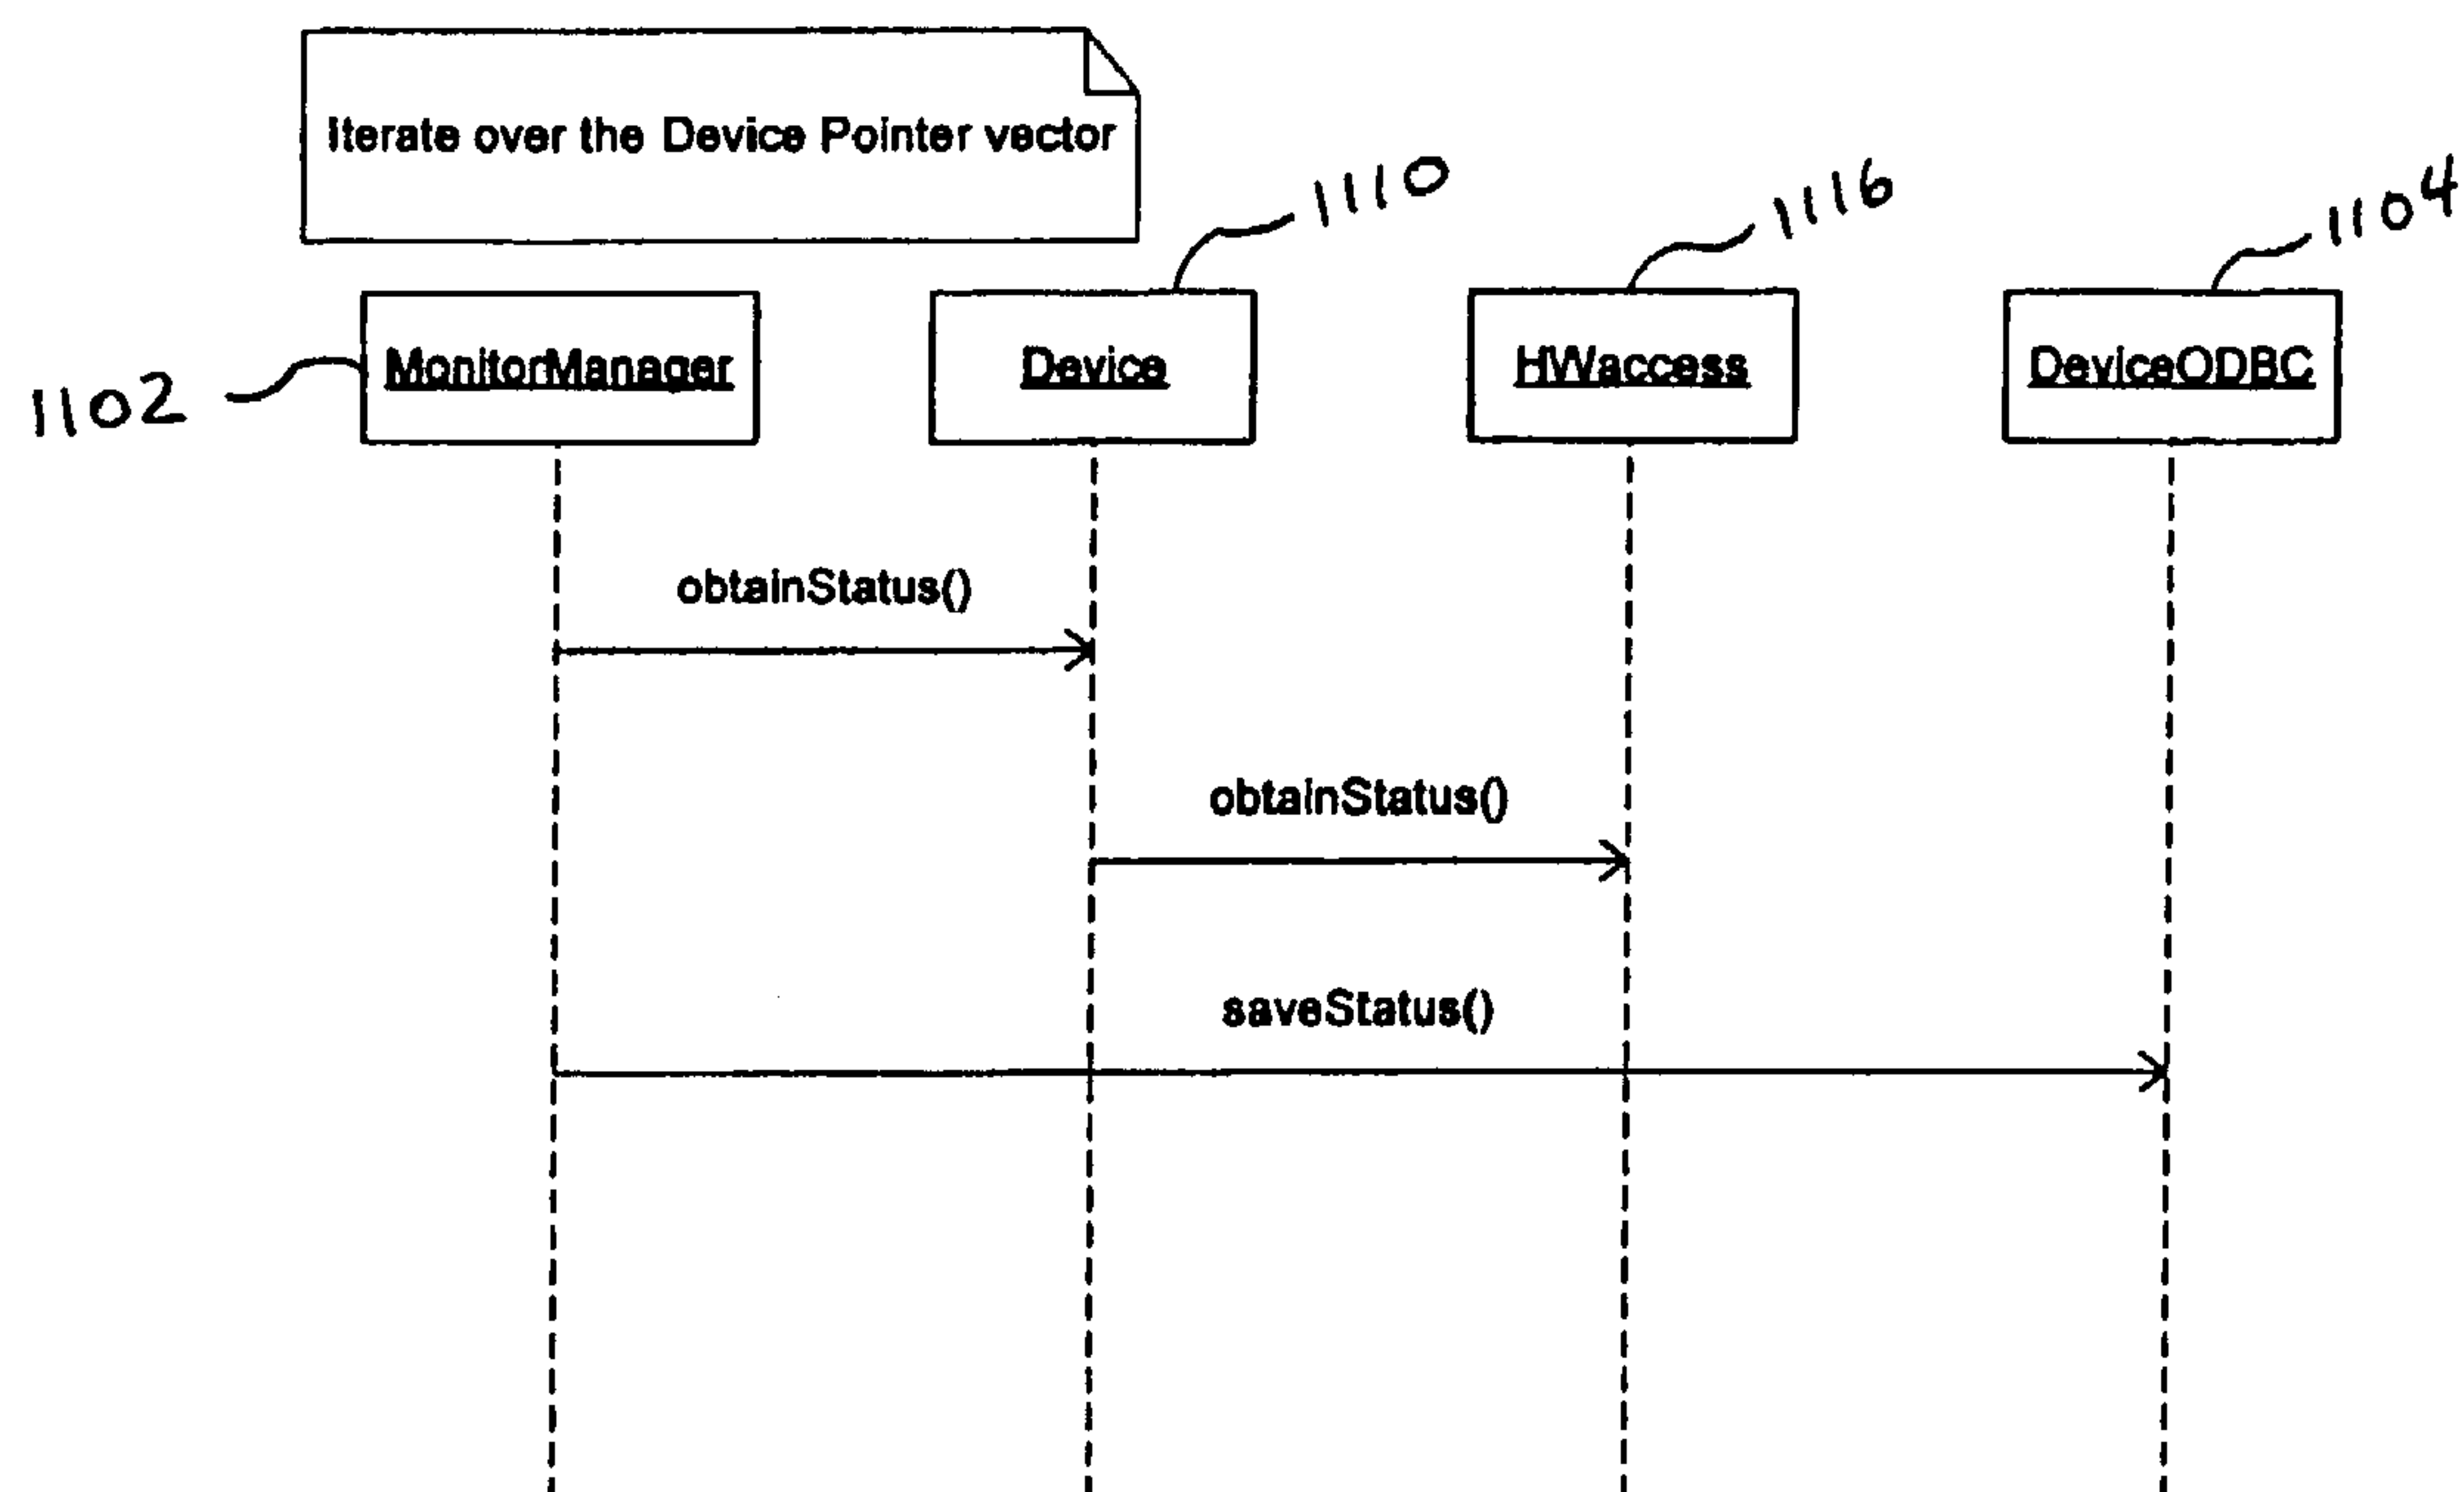 Iterate over the Device Pointer vector
1110
1116
1104
1102
MonitorManager
Device
HWaccess
DeviceODBC
obtainStatus()
obtainStatus()
saveStatus()